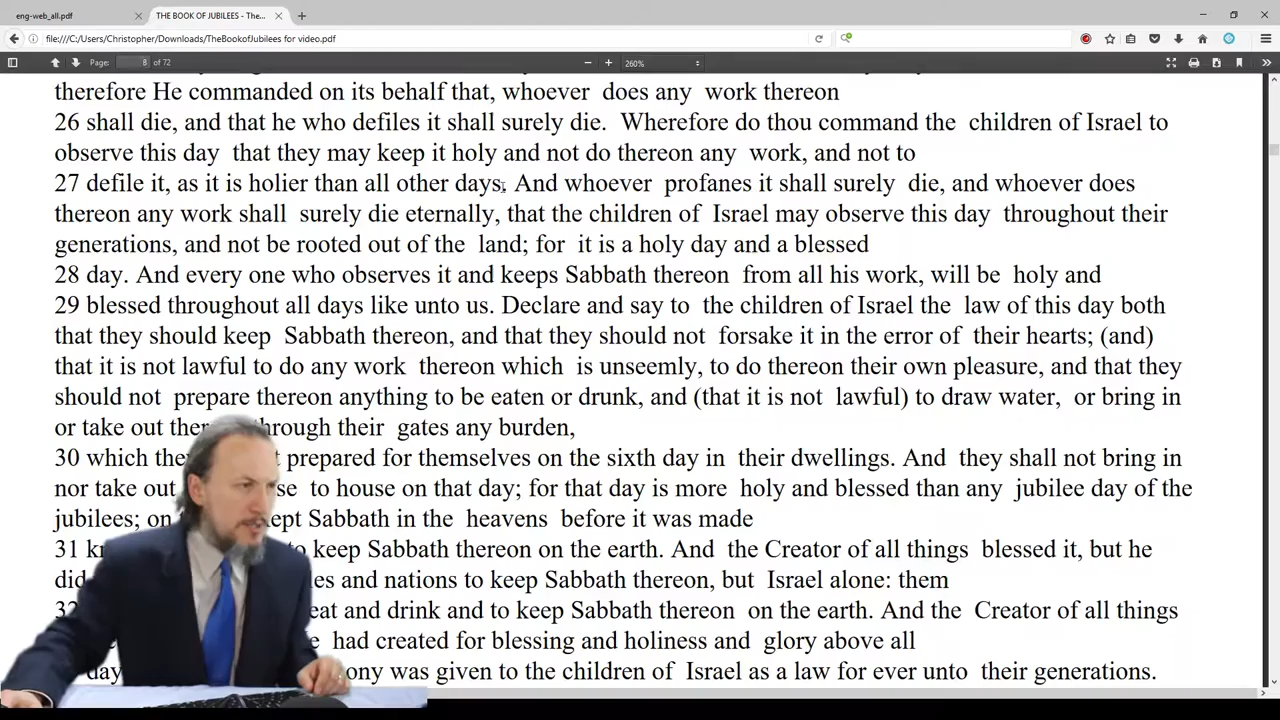 eng-web_all.pdf
THE BOOK OF JUBILEES - The...
file:///C:/Users/Christopher/Downloads/TheBookofJubilees for video.pdf
Page: 8 of 72
260%
therefore He commanded on its behalf that, whoever does any work thereon
26 shall die, and that he who defiles it shall surely die. Wherefore do thou command the children of Israel to
observe this day that they may keep it holy and not do thereon any work, and not to
27 defile it, as it is holier than all other days. And whoever profanes it shall surely die, and whoever does
thereon any work shall surely die eternally, that the children of Israel may observe this day throughout their
generations, and not be rooted out of the land; for it is a holy day and a blessed
28 day. And every one who observes it and keeps Sabbath thereon from all his work, will be holy and
29 blessed throughout all days like unto us. Declare and say to the children of Israel the law of this day both
that they should keep Sabbath thereon, and that they should not forsake it in the error of their hearts; (and)
that it is not lawful to do any work thereon which is unseemly, to do thereon their own pleasure, and that they
should not prepare thereon anything to be eaten or drunk, and (that it is not lawful) to draw water, or bring in
or take out through their gates any burden,
30 which prepared for themselves on the sixth day in their dwellings. And they shall not bring in
nor take out to house on that day; for that day is more holy and blessed than any jubilee day of the
jubilees; on kept Sabbath in the heavens before it was made
31 to keep Sabbath thereon on the earth. And the Creator of all things blessed it, but he
did and nations to keep Sabbath thereon, but Israel alone: them
32 eat and drink and to keep Sabbath thereon on the earth. And the Creator of all things
had created for blessing and holiness and glory above all
was given to the children of Israel as a law for ever unto their generations.